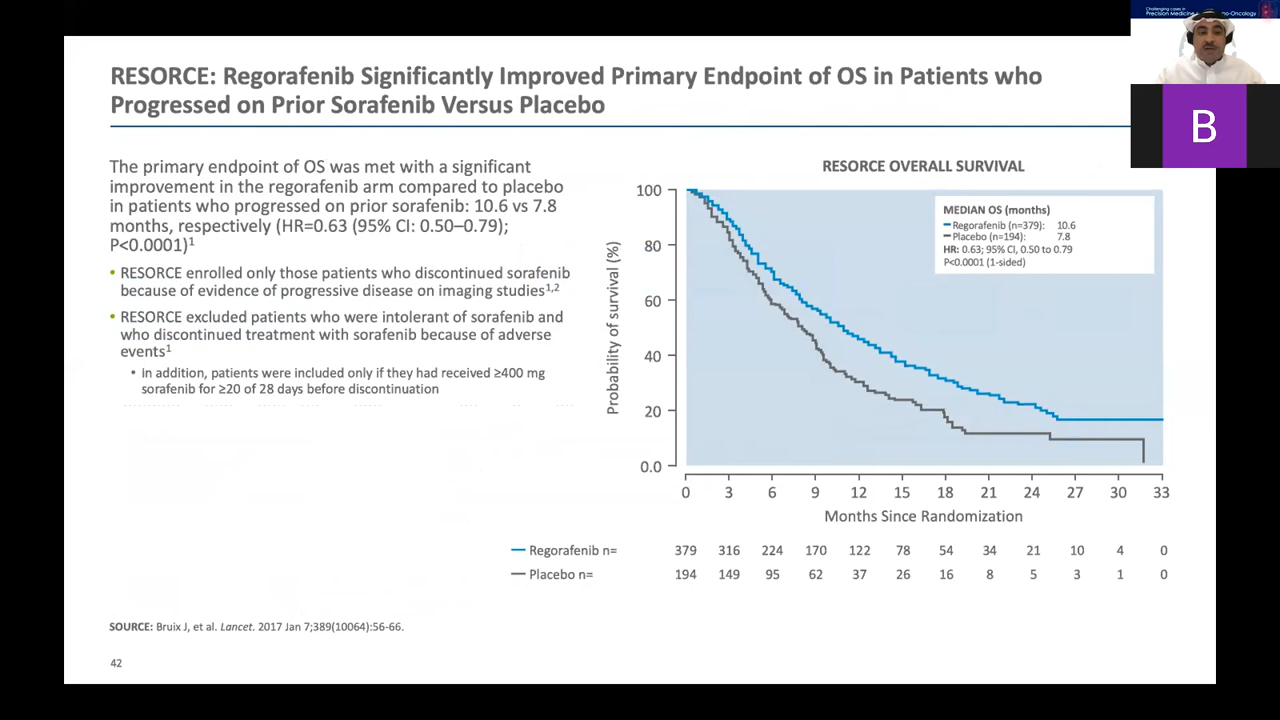 Challenging cases in
Precision Medicine
no-Oncology
B
RESORCE: Regorafenib Significantly Improved Primary Endpoint of OS in Patients who
Progressed on Prior Sorafenib Versus Placebo
The primary endpoint of OS was met with a significant
improvement in the regorafenib arm compared to placebo
in patients who progressed on prior sorafenib: 10.6 vs 7.8
months, respectively (HR=0.63 (95% CI: 0.50–0.79);
P<0.0001)1
• RESORCE enrolled only those patients who discontinued sorafenib
because of evidence of progressive disease on imaging studies1,2
• RESORCE excluded patients who were intolerant of sorafenib and
who discontinued treatment with sorafenib because of adverse
events1
• In addition, patients were included only if they had received ≥400 mg
sorafenib for ≥20 of 28 days before discontinuation
RESORCE OVERALL SURVIVAL
Probability of survival (%)
100
80
60
40
20
0.0
MEDIAN OS (months)
Regorafenib (n=379): 10.6
Placebo (n=194): 7.8
HR: 0.63; 95% CI, 0.50 to 0.79
P<0.0001 (1-sided)
0 3 6 9 12 15 18 21 24 27 30 33
Months Since Randomization
Regorafenib n= 379 316 224 170 122 78 54 34 21 10 4 0
Placebo n= 194 149 95 62 37 26 16 8 5 3 1 0
SOURCE: Bruix J, et al. Lancet. 2017 Jan 7;389(10064):56-66.
42